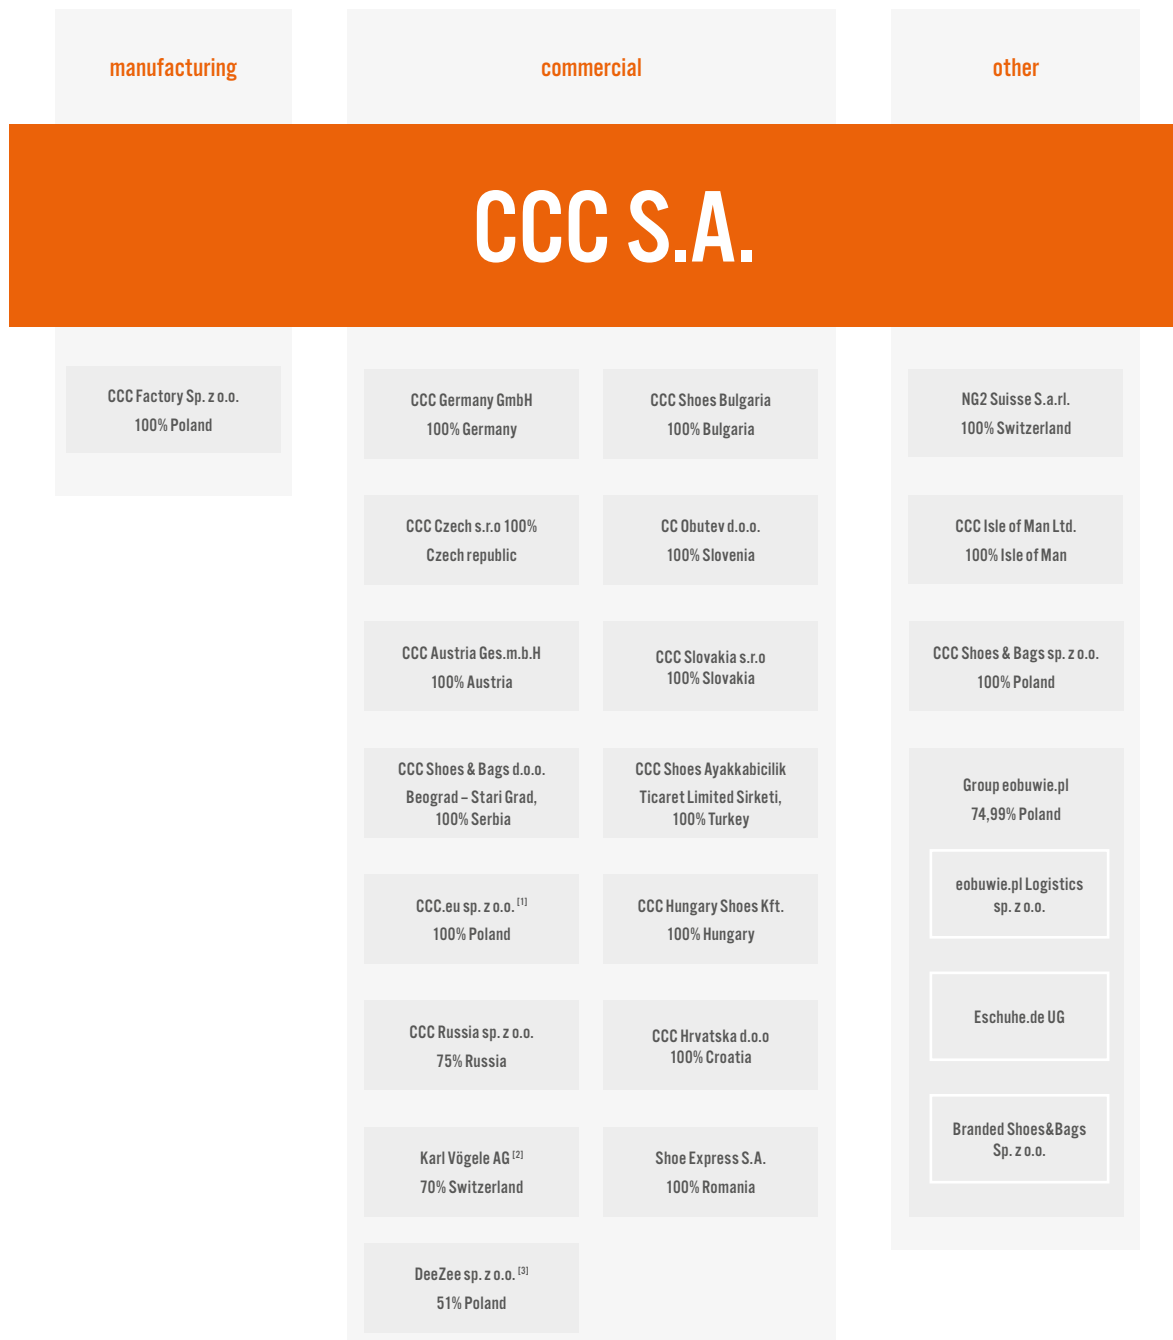 manufacturing
commercial
other
CCC S.A.
CCC Factory Sp. z o.o.
100% Poland
CCC Germany GmbH
100% Germany
CCC Shoes Bulgaria
100% Bulgaria
NG2 Suisse S.a.rl.
100% Switzerland
CCC Czech s.r.o 100%
Czech republic
CC Obutev d.o.o.
100% Slovenia
CCC Isle of Man Ltd.
100% Isle of Man
CCC Austria Ges.m.b.H
100% Austria
CCC Slovakia s.r.o
100% Slovakia
CCC Shoes & Bags sp. z o.o.
100% Poland
CCC Shoes & Bags d.o.o.
Beograd – Stari Grad,
100% Serbia
CCC Shoes Ayakkabicilik
Ticaret Limited Sirketi,
100% Turkey
Group eobuwie.pl
74,99% Poland
eobuwie.pl Logistics
sp. z o.o.
CCC.eu sp. z o.o. [1]
100% Poland
CCC Hungary Shoes Kft.
100% Hungary
Eschuhe.de UG
CCC Russia sp. z o.o.
75% Russia
CCC Hrvatska d.o.o
100% Croatia
Branded Shoes&Bags
Sp. z o.o.
Karl Vögele AG [2]
70% Switzerland
Shoe Express S.A.
100% Romania
DeeZee sp. z o.o. [3]
51% Poland